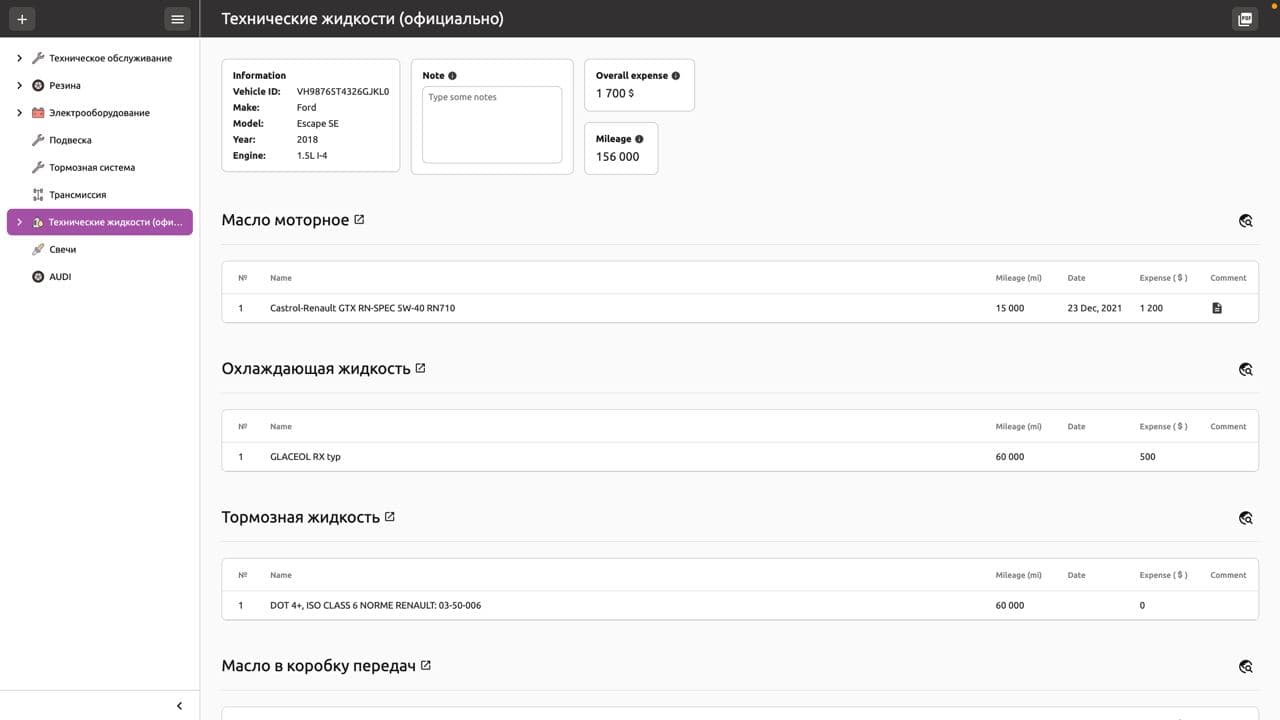 Технические жидкости (официально)
PDF
Техническое обслуживание
Резина
Электрооборудование
Подвеска
Тормозная система
Трансмиссия
Технические жидкости (офи...
Свечи
AUDI
Information
Vehicle ID: VH98765T4326GJKL0
Make: Ford
Model: Escape SE
Year: 2018
Engine: 1.5L I-4
Note
Type some notes
Overall expense
1 700 $
Mileage
156 000
Масло моторное
№ Name Mileage (mi) Date Expense ( $ ) Comment
1 Castrol-Renault GTX RN-SPEC 5W-40 RN710 15 000 23 Dec, 2021 1 200
Охлаждающая жидкость
№ Name Mileage (mi) Date Expense ( $ ) Comment
1 GLACEOL RX typ 60 000 500
Тормозная жидкость
№ Name Mileage (mi) Date Expense ( $ ) Comment
1 DOT 4+, ISO CLASS 6 NORME RENAULT: 03-50-006 60 000 0
Масло в коробку передач